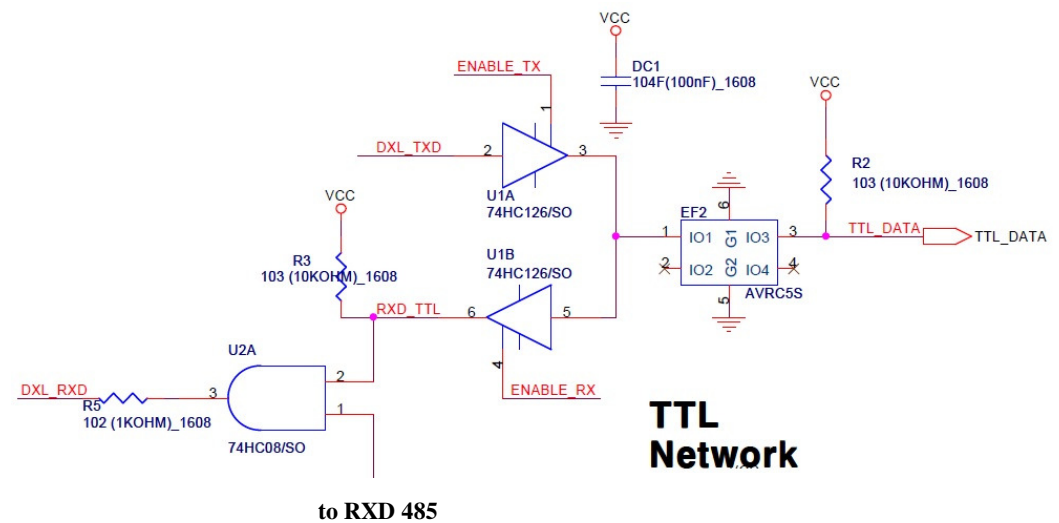 VCC
ENABLE_TX
DC1
104F(100nF)_1608
VCC
1
DXL_TXD
2
3
R2
103 (10KOHM)_1608
U1A
74HC126/SO
VCC
6
EF2
TTL_DATA
TTL_DATA
1
IO1
G1
IO3
3
U1B
74HC126/SO
2
IO2
G2
IO4
4
R3
103 (10KOHM)_1608
AVRC5S
5
RXD_TTL
6
5
U2A
4
ENABLE_RX
2
DXL_RXD
3
R5
102 (1KOHM)_1608
1
74HC08/SO
TTL
Network
to RXD 485